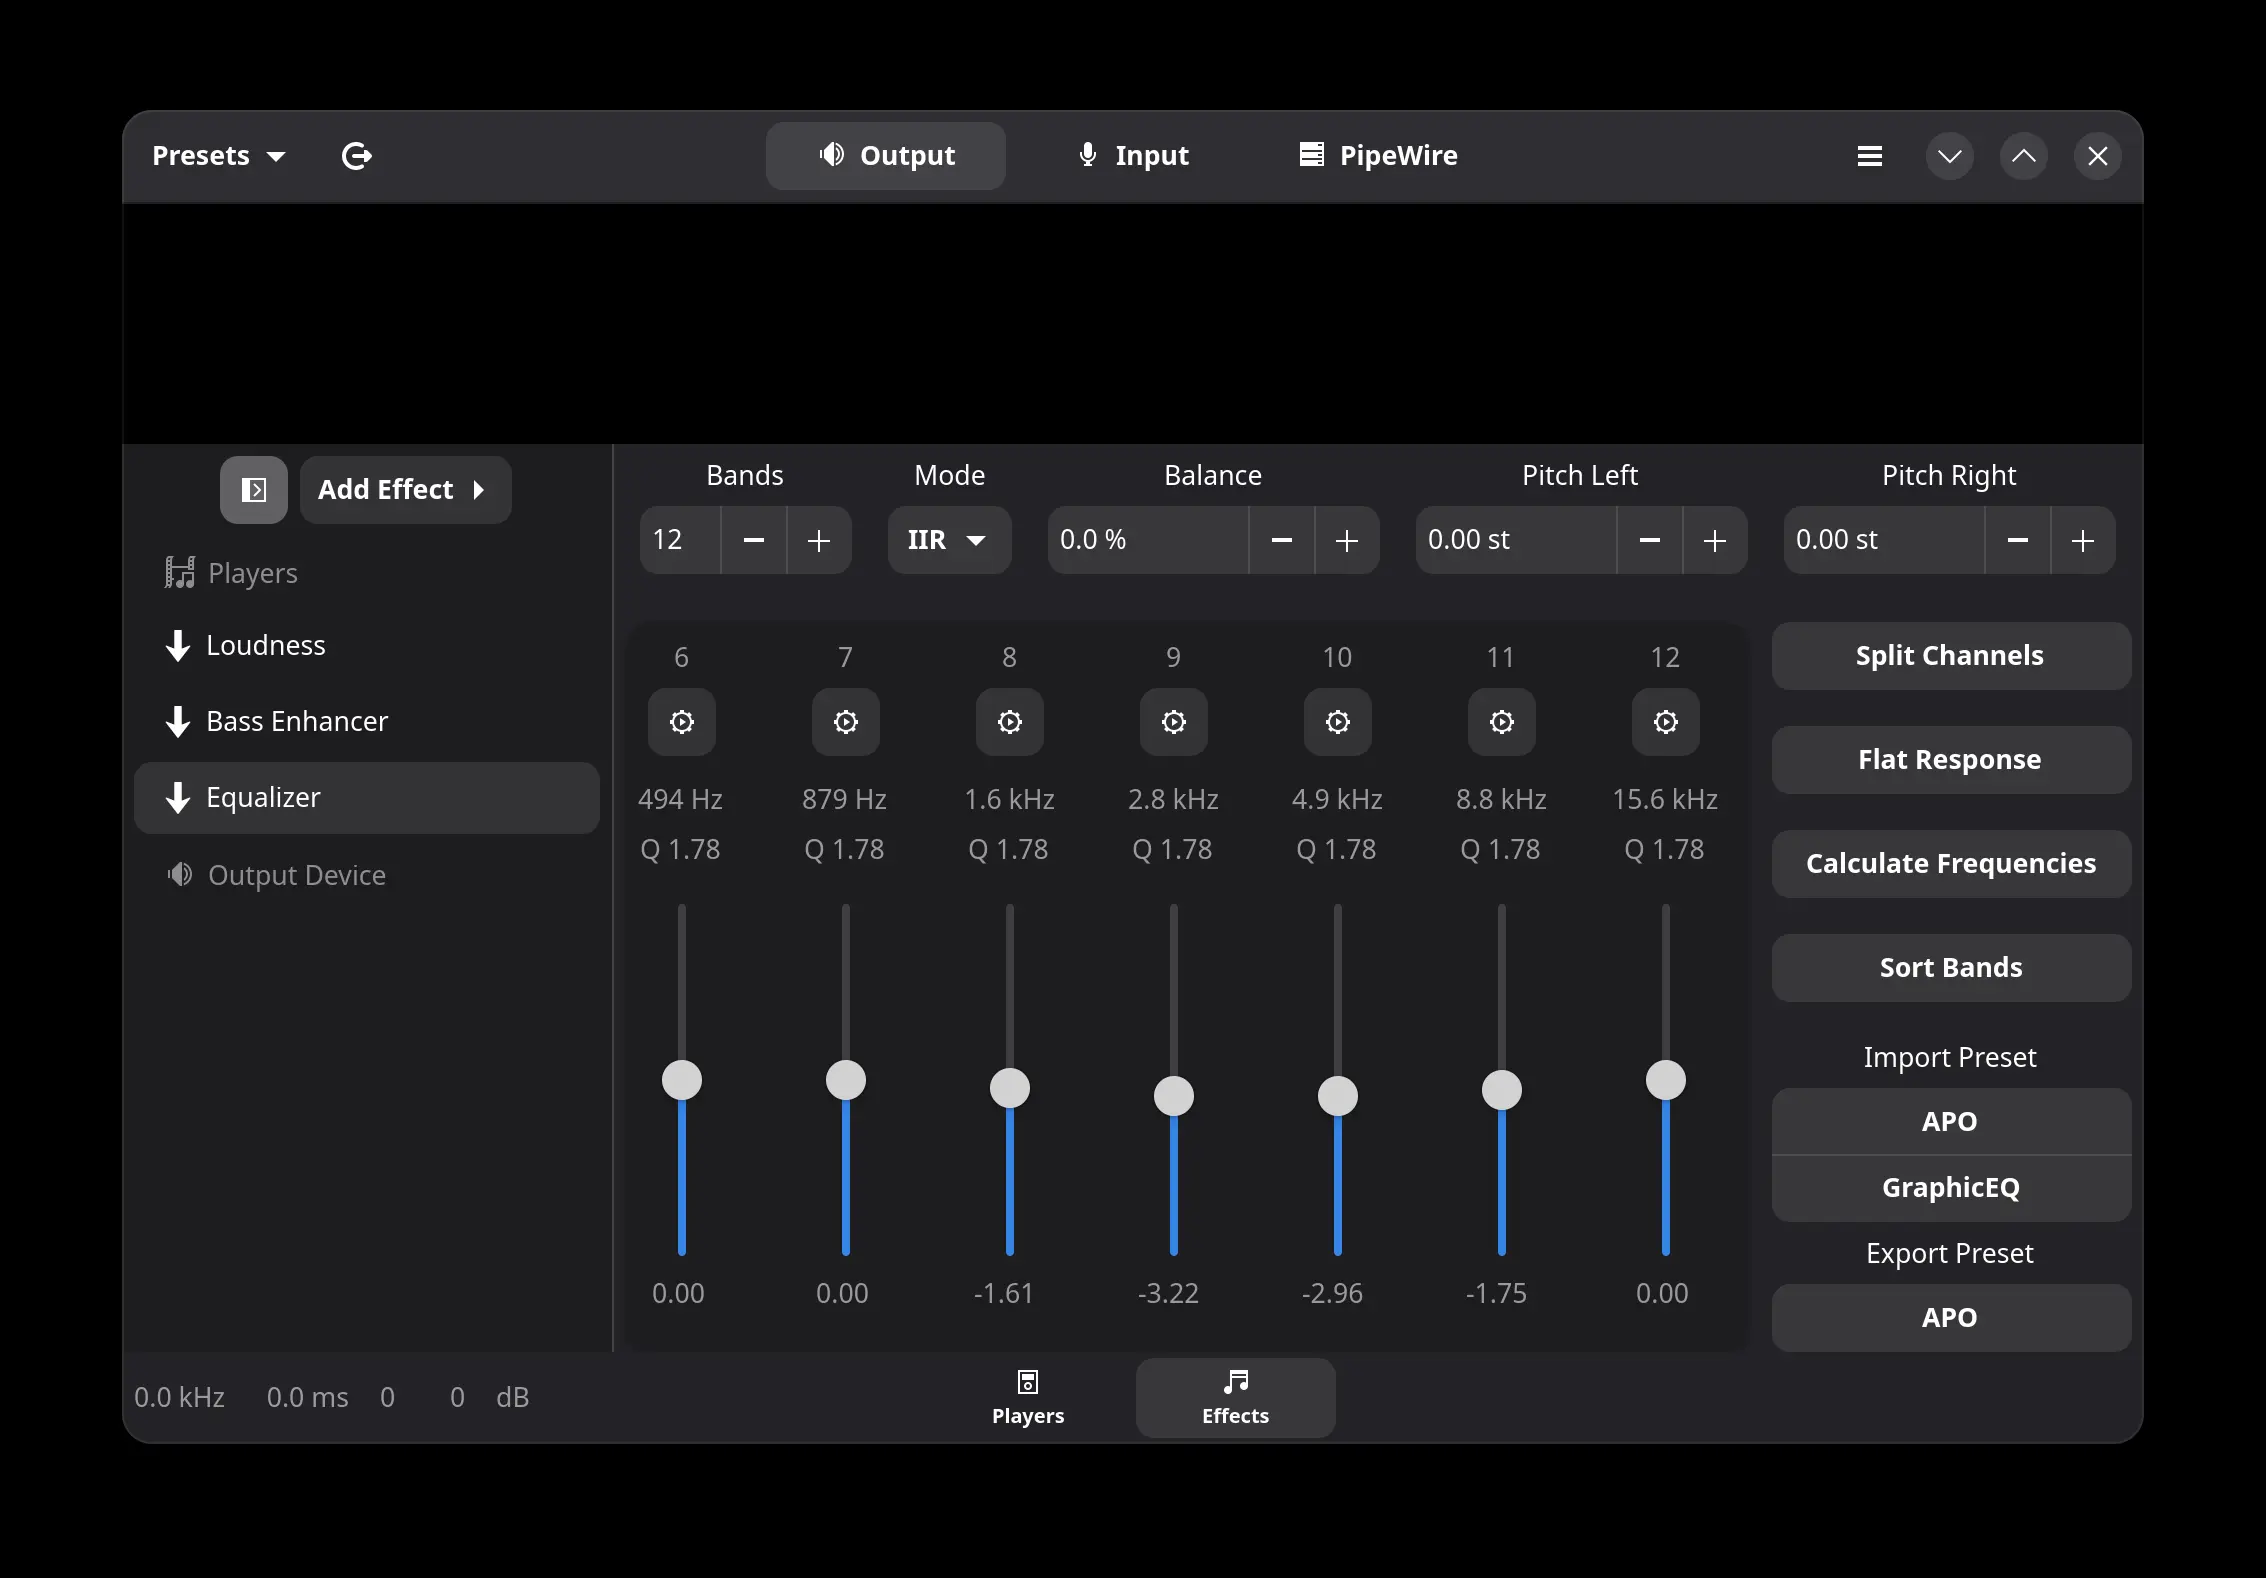 Presets
Output
Input
PipeWire
Add Effect
Players
Loudness
Bass Enhancer
Equalizer
Output Device
Bands
Mode
Balance
Pitch Left
Pitch Right
12
IIR
0.0 %
0.00 st
0.00 st
6 7 8 9 10 11 12
494 Hz 879 Hz 1.6 kHz 2.8 kHz 4.9 kHz 8.8 kHz 15.6 kHz
Q 1.78 Q 1.78 Q 1.78 Q 1.78 Q 1.78 Q 1.78 Q 1.78
0.00 0.00 -1.61 -3.22 -2.96 -1.75 0.00
Split Channels
Flat Response
Calculate Frequencies
Sort Bands
Import Preset
APO
GraphicEQ
Export Preset
APO
0.0 kHz 0.0 ms 0 0 dB
Players
Effects